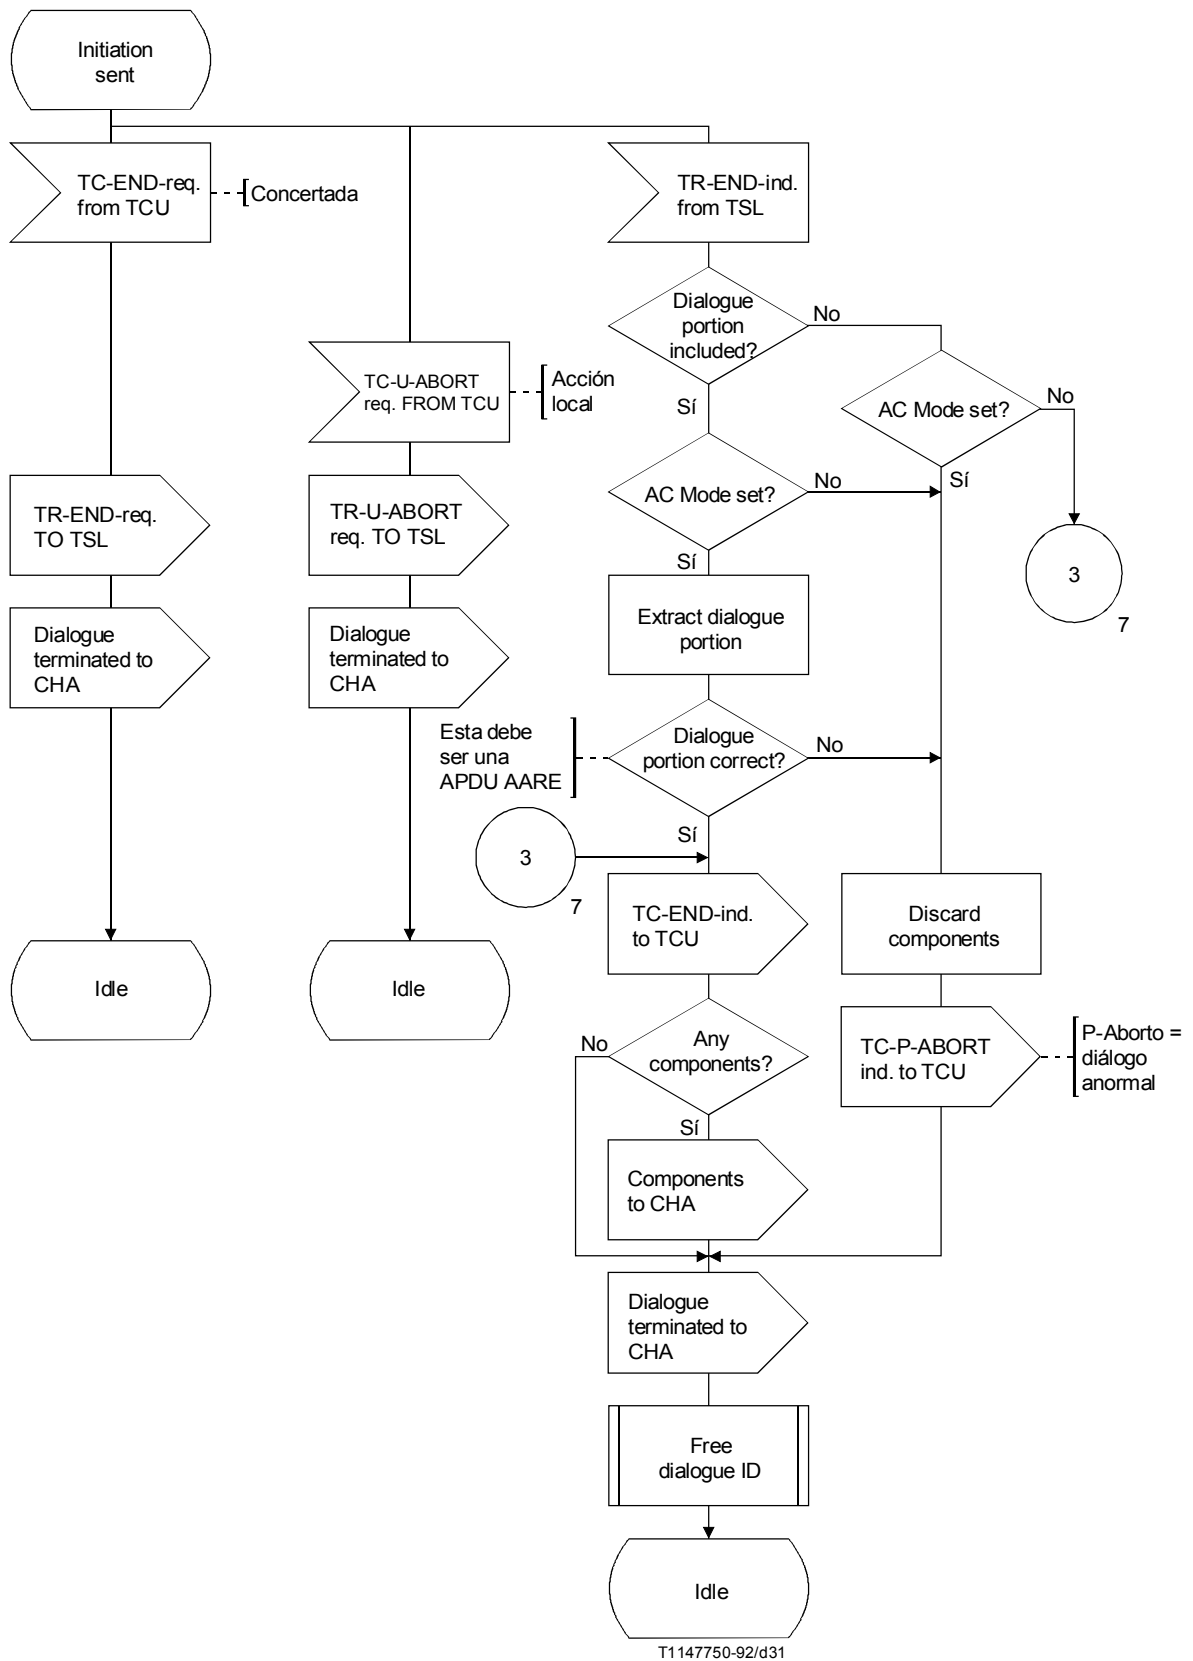 Initiation
sent
TC-END-req.
from TCU
Concertada
TR-END-ind.
from TSL
Dialogue
portion
included?
No
Sí
TC-U-ABORT
req. FROM TCU
Acción
local
AC Mode set?
No
Sí
AC Mode set?
No
Sí
TR-END-req.
TO TSL
TR-U-ABORT
req. TO TSL
3
7
Extract dialogue
portion
Dialogue
terminated to
CHA
Dialogue
terminated to
CHA
Esta debe
ser una
APDU AARE
Dialogue
portion correct?
No
Sí
3
7
TC-END-ind.
to TCU
Discard
components
Idle
Idle
Any
components?
No
Sí
TC-P-ABORT
ind. to TCU
P-Aborto =
diálogo
anormal
Components
to CHA
Dialogue
terminated to
CHA
Free
dialogue ID
Idle
T1147750-92/d31